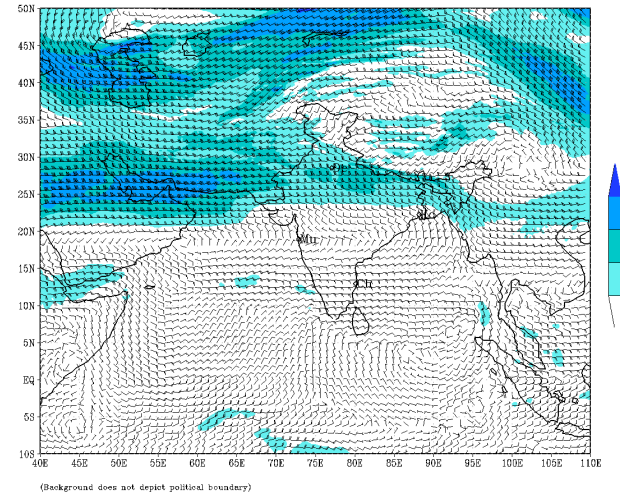 50N
45N
40N
35N
30N
25N
20N
15N
10N
5N
EQ
5S
10S
Mu
Ch
40E 45E 50E 55E 60E 65E 70E 75E 80E 85E 90E 95E 100E 105E 110E
(Background does not depict political boundary)